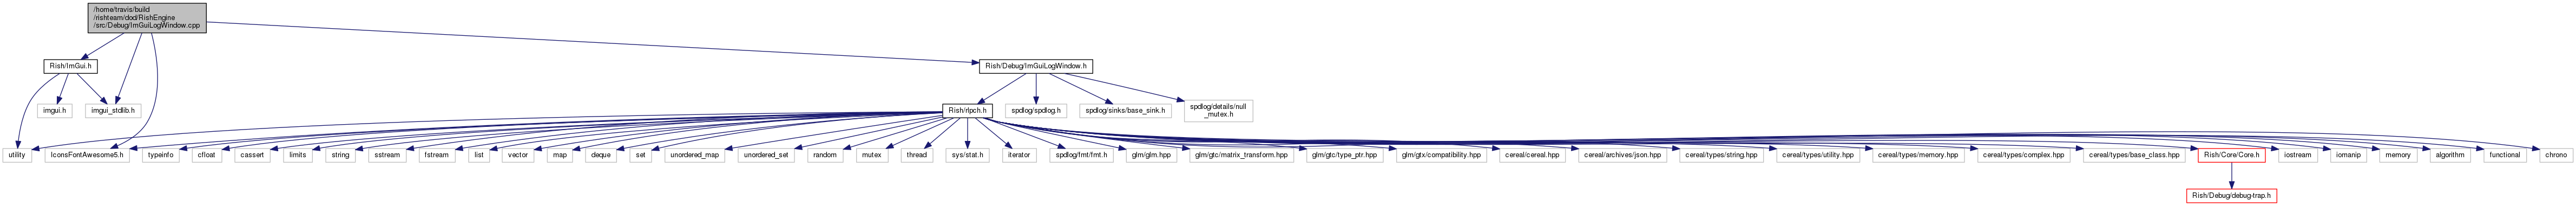 /home/travis/build
/rishteam/dod/RishEngine
/src/Debug/ImGuiLogWindow.cpp
Rish/ImGui.h
Rish/Debug/ImGuiLogWindow.h
imgui.h
imgui_stdlib.h
Rish/rlpch.h
spdlog/spdlog.h
spdlog/sinks/base_sink.h
spdlog/details/null
_mutex.h
utility
IconsFontAwesome5.h
typeinfo
cfloat
cassert
limits
string
sstream
fstream
list
vector
map
deque
set
unordered_map
unordered_set
random
mutex
thread
sys/stat.h
iterator
spdlog/fmt/fmt.h
glm/glm.hpp
glm/gtc/matrix_transform.hpp
glm/gtc/type_ptr.hpp
glm/gtx/compatibility.hpp
cereal/cereal.hpp
cereal/archives/json.hpp
cereal/types/string.hpp
cereal/types/utility.hpp
cereal/types/memory.hpp
cereal/types/complex.hpp
cereal/types/base_class.hpp
Rish/Core/Core.h
iostream
iomanip
memory
algorithm
functional
chrono
Rish/Debug/debug-trap.h